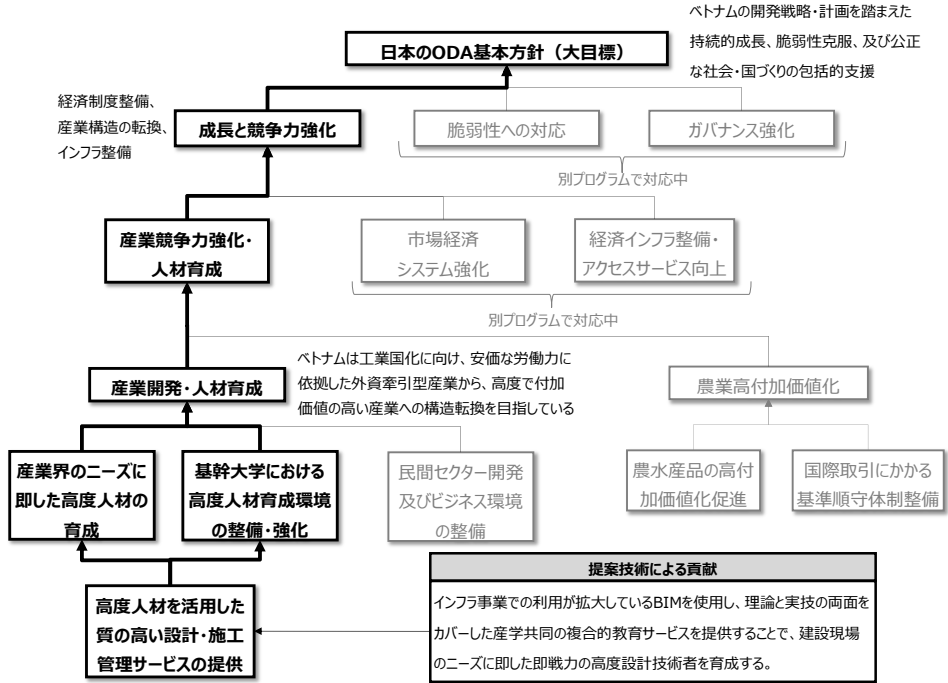 ベトナムの開発戦略・計画を踏まえた
持続的成長、脆弱性克服、及び公正
な社会・国づくりの包括的支援
日本のODA基本方針（大目標）
経済制度整備、
産業構造の転換、
インフラ整備
成長と競争力強化
脆弱性への対応
ガバナンス強化
別プログラムで対応中
産業競争力強化・
人材育成
市場経済
システム強化
経済インフラ整備・
アクセスサービス向上
別プログラムで対応中
ベトナムは工業国化に向け、安価な労働力に
依拠した外資牽引型産業から、高度で付加
価値の高い産業への構造転換を目指している
産業開発・人材育成
農業高付加価値化
産業界のニーズに
即した高度人材の
育成
基幹大学における
高度人材育成環境
の整備・強化
民間セクター開発
及びビジネス環境
の整備
農水産品の高付
加価値化促進
国際取引にかかる
基準順守体制整備
高度人材を活用した
質の高い設計・施工
管理サービスの提供
提案技術による貢献
インフラ事業での利用が拡大しているBIMを使用し、理論と実技の両面を
カバーした産学共同の複合的教育サービスを提供することで、建設現場
のニーズに即した即戦力の高度設計技術者を育成する。